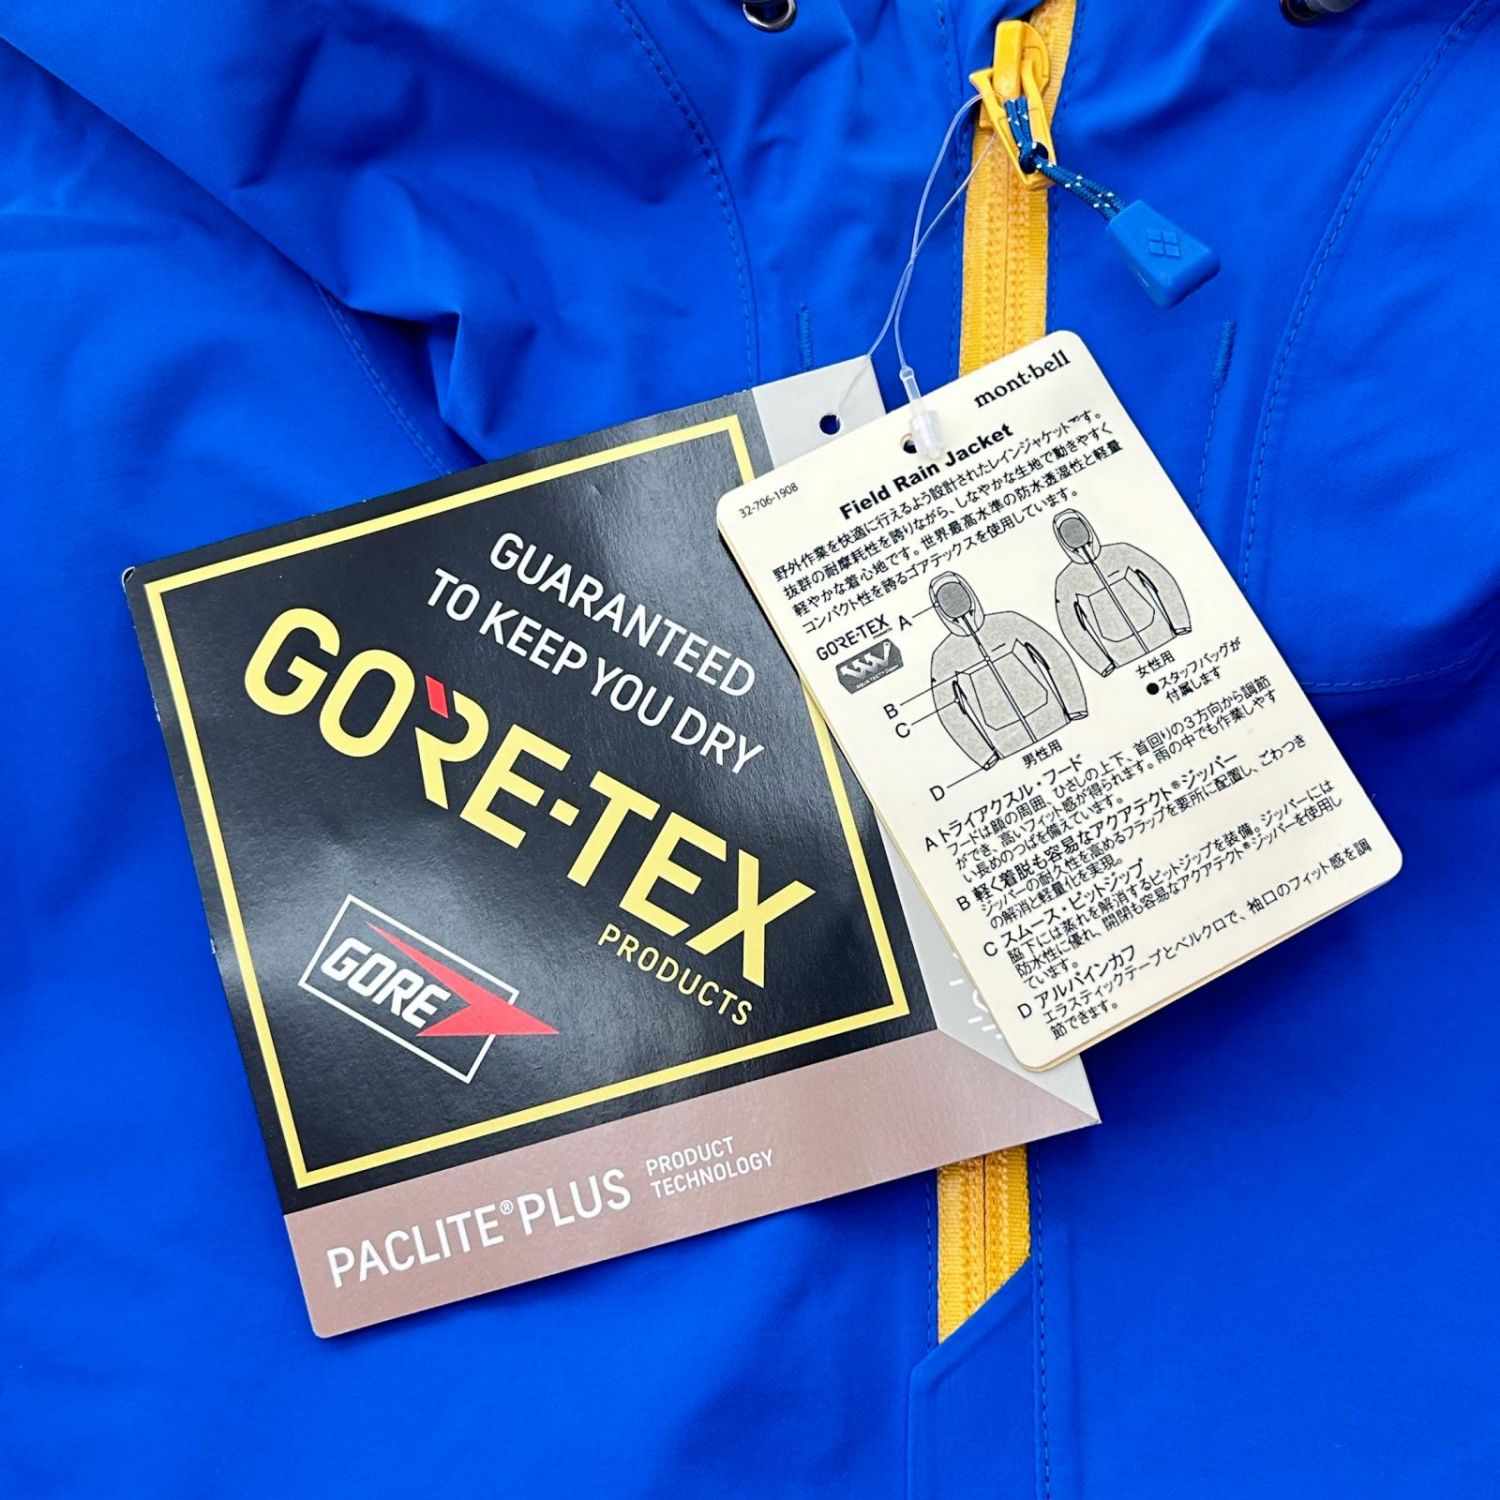 GUARANTEED
TO KEEP YOU DRY
GORE-TEX
PRODUCTS
GORE
PACLITE® PLUS
PRODUCT
TECHNOLOGY
mont·bell
32-706-1908
Field Rain Jacket
野外作業を快適に行えるよう設計されたレインジャケットです。
抜群の耐摩耗性を誇りながら、しなやかな生地で動きやすく
軽やかな着心地です。世界最高水準の防水透湿性と軽量
コンパクト性を誇るゴアテックスを使用しています。
GORE-TEX
A
B
C
D
男性用
女性用
●スタッフバッグが
付属します
A トライアクスル・フード
フードは顔の周囲、ひさしの上下、首回りの3方向から調節
ができ、高いフィット感が得られます。雨の中でも作業しやす
い長めのつばを備えています。
B 軽く着脱も容易なアクアテクト®ジッパー
ジッパーの耐久性を高めるフラップを要所に配置し、ごわつき
の解消と軽量化を実現。
C スムース・ピットジップ
脇下には蒸れを解消するピットジップを装備。ジッパーには
防水性に優れ、開閉も容易なアクアテクト®ジッパーを使用し
ています。
D アルパインカフ
エラスティックテープとベルクロで、袖口のフィット感を調
節できます。